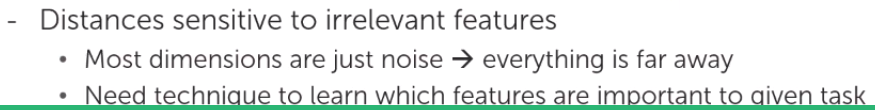 - Distances sensitive to irrelevant features
• Most dimensions are just noise → everything is far away
• Need technique to learn which features are important to given task